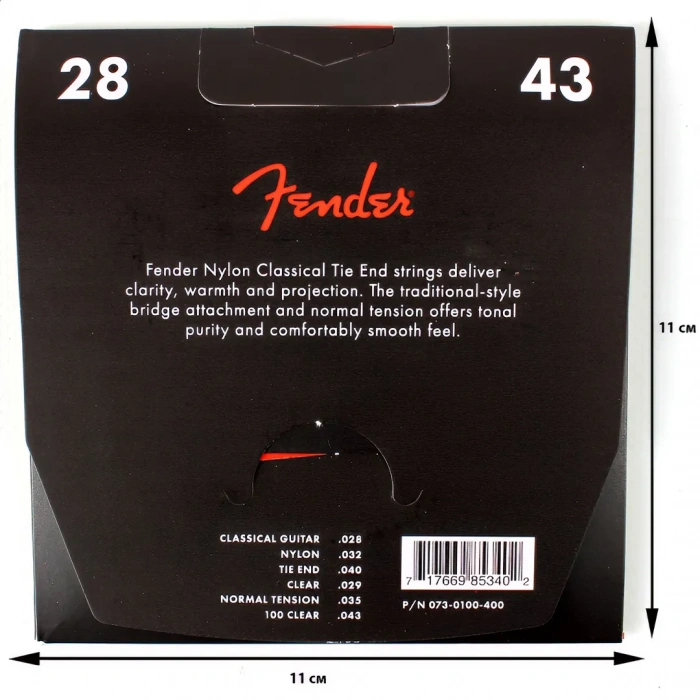 28 43
Fender
Fender Nylon Classical Tie End strings deliver
clarity, warmth and projection. The traditional-style
bridge attachment and normal tension offers tonal
purity and comfortably smooth feel.
11 см
CLASSICAL GUITAR .028
NYLON .032
TIE END .040
CLEAR .029
NORMAL TENSION .035
100 CLEAR .043
7 17669 85340 2
P/N 073-0100-400
11 см